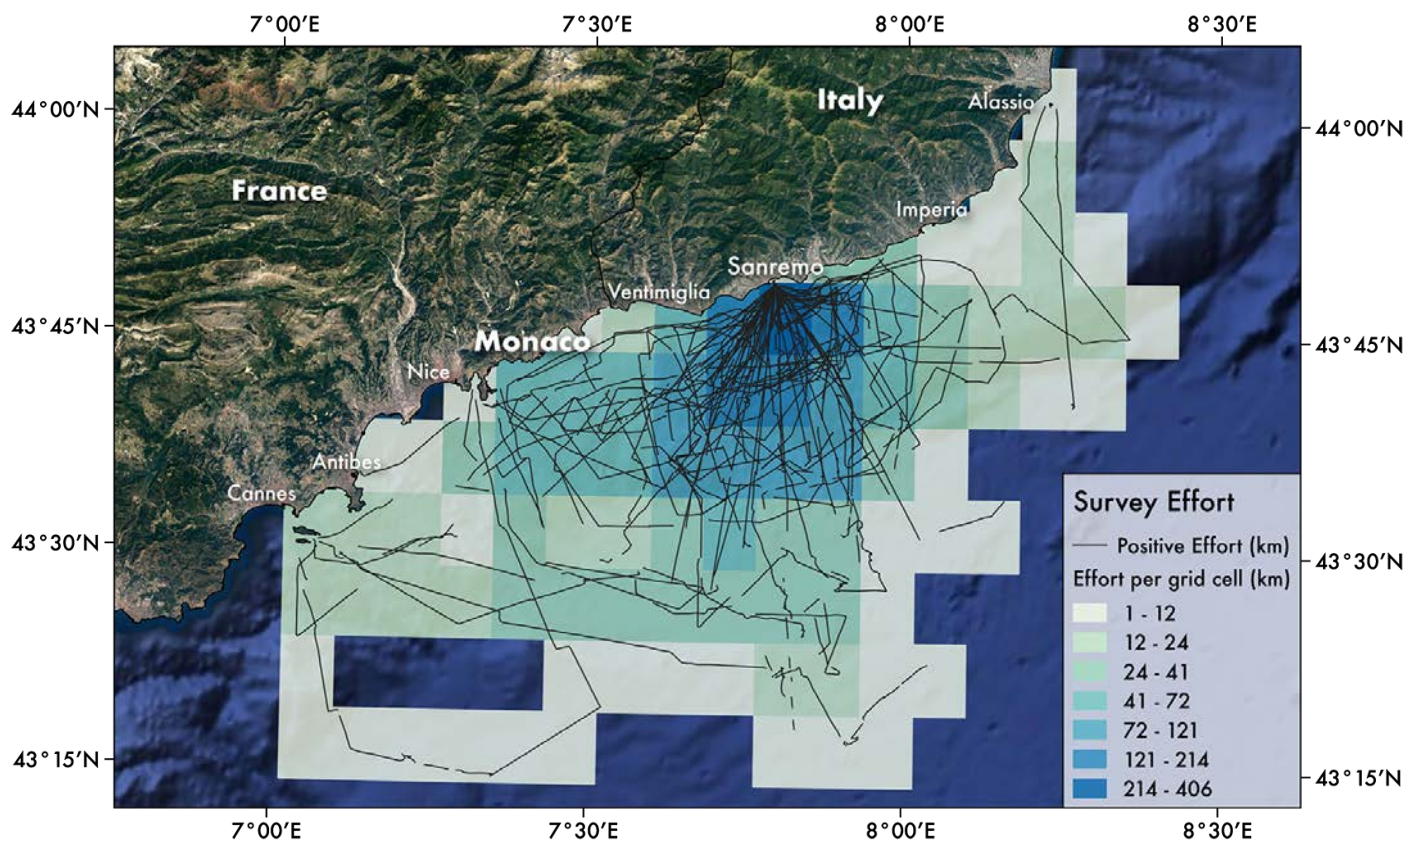 7°00′E 7°30′E 8°00′E 8°30′E
Italy
Alassio
44°00′N
44°00′N
France
Imperia
Sanremo
Ventimiglia
43°45′N
Monaco
43°45′N
Nice
Antibes
Cannes
Survey Effort
43°30′N
Positive Effort (km)
43°30′N
Effort per grid cell (km)
1 - 12
12 - 24
24 - 41
41 - 72
72 - 121
43°15′N
121 - 214
43°15′N
214 - 406
7°00′E 7°30′E 8°00′E 8°30′E